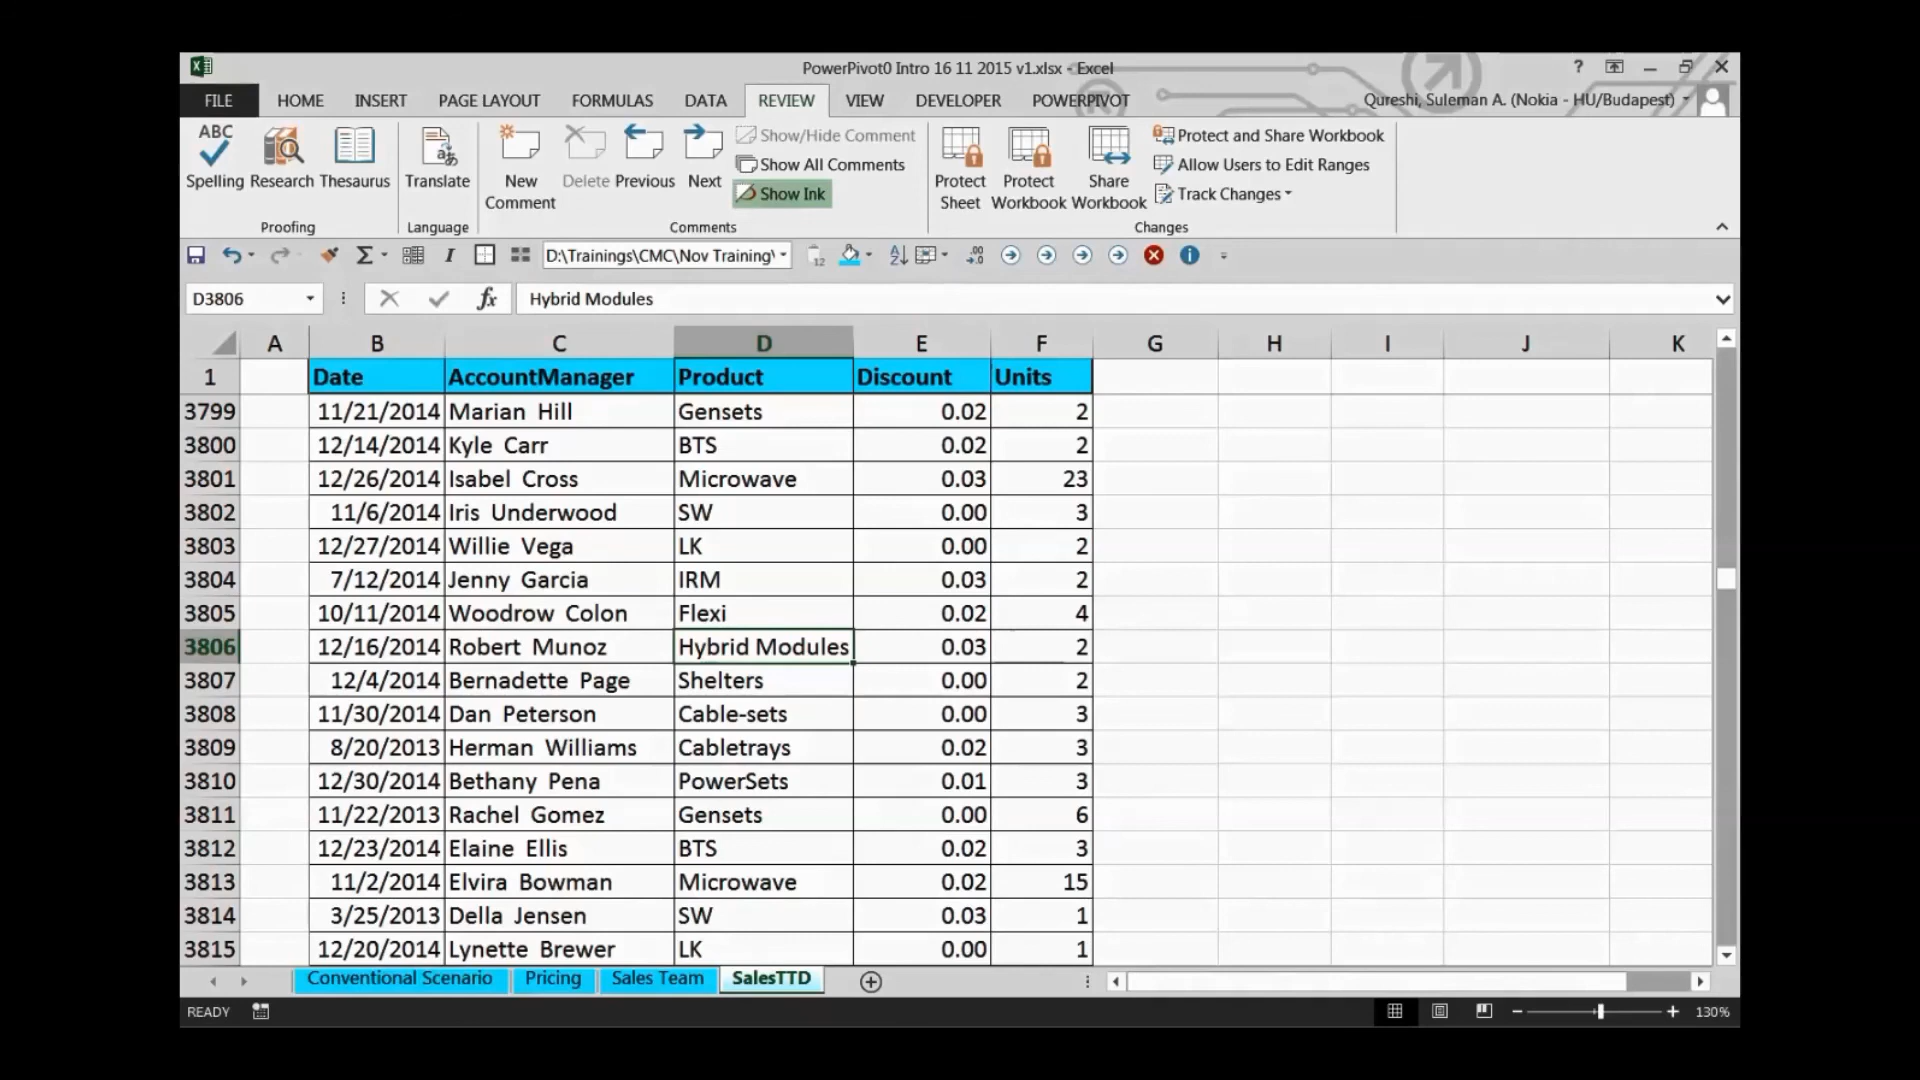 PowerPivot0 Intro 16 11 2015 v1.xlsx - Excel
?
FILE HOME INSERT PAGE LAYOUT FORMULAS DATA REVIEW VIEW DEVELOPER POWERPIVOT Qureshi, Suleman A. (Nokia - HU/Budapest)
ABC
Spelling Research Thesaurus Translate New Comment Delete Previous Next
Show/Hide Comment
Show All Comments
Show Ink
Protect Sheet Protect Workbook Share Workbook
Protect and Share Workbook
Allow Users to Edit Ranges
Track Changes
Proofing Language Comments Changes
D:\Trainings\CMC\Nov Training\
D3806 fx Hybrid Modules
A B C D E F G H I J K
1 Date AccountManager Product Discount Units
3799 11/21/2014 Marian Hill Gensets 0.02 2
3800 12/14/2014 Kyle Carr BTS 0.02 2
3801 12/26/2014 Isabel Cross Microwave 0.03 23
3802 11/6/2014 Iris Underwood SW 0.00 3
3803 12/27/2014 Willie Vega LK 0.00 2
3804 7/12/2014 Jenny Garcia IRM 0.03 2
3805 10/11/2014 Woodrow Colon Flexi 0.02 4
3806 12/16/2014 Robert Munoz Hybrid Modules 0.03 2
3807 12/4/2014 Bernadette Page Shelters 0.00 2
3808 11/30/2014 Dan Peterson Cable-sets 0.00 3
3809 8/20/2013 Herman Williams Cabletrays 0.02 3
3810 12/30/2014 Bethany Pena PowerSets 0.01 3
3811 11/22/2013 Rachel Gomez Gensets 0.00 6
3812 12/23/2014 Elaine Ellis BTS 0.02 3
3813 11/2/2014 Elvira Bowman Microwave 0.02 15
3814 3/25/2013 Della Jensen SW 0.03 1
3815 12/20/2014 Lynette Brewer LK 0.00 1
Conventional Scenario Pricing Sales Team SalesTTD
READY 130%